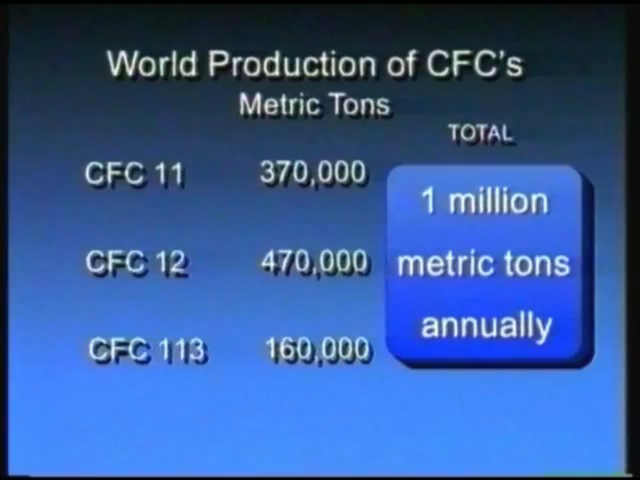 World Production of CFC's
Metric Tons
TOTAL
CFC 11 370,000
1 million
CFC 12 470,000
metric tons
annually
CFC 113 160,000